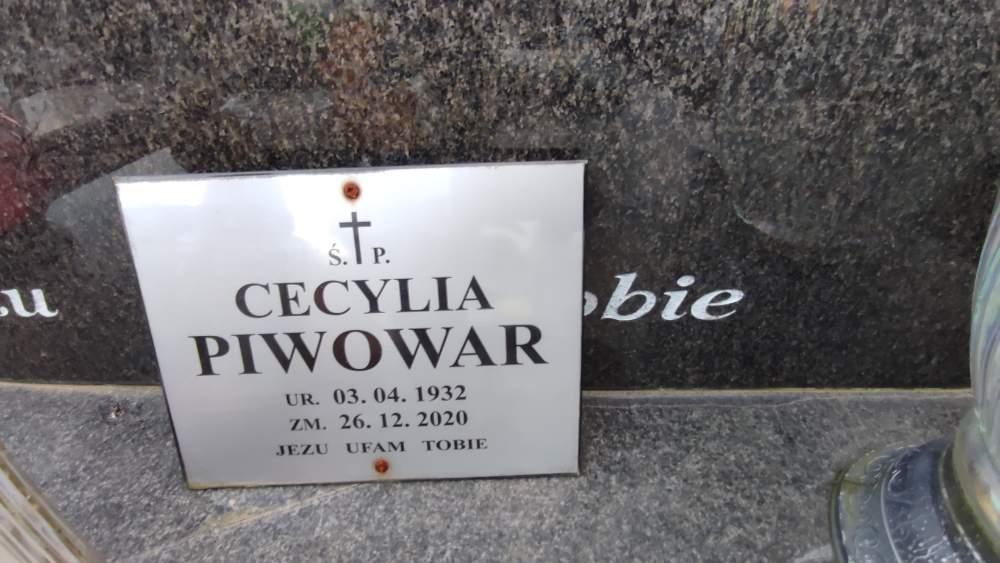 Ś. P.
CECYLIA
PIWOWAR
UR. 03. 04. 1932
ZM. 26. 12. 2020
JEZU UFAM TOBIE